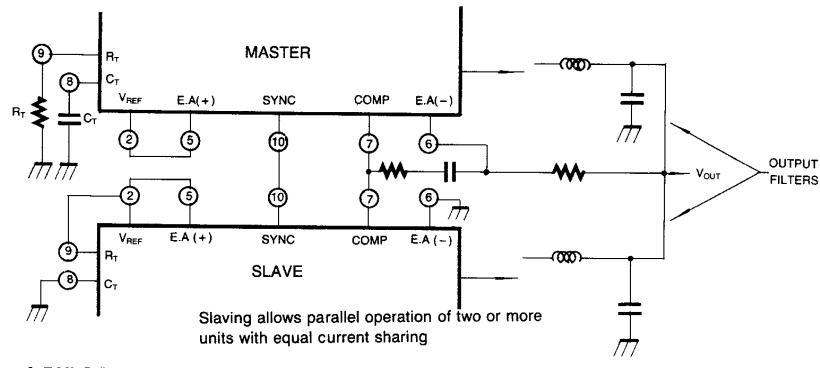 MASTER
9
R_T
8
C_T
R_T
C_T
V_REF
E.A(+)
SYNC
COMP
E.A(−)
2
5
10
7
6
2
5
10
7
6
V_OUT
OUTPUT
FILTERS
9
R_T
8
C_T
V_REF
E.A (+)
SYNC
COMP
E.A (−)
SLAVE
Slaving allows parallel operation of two or more
units with equal current sharing